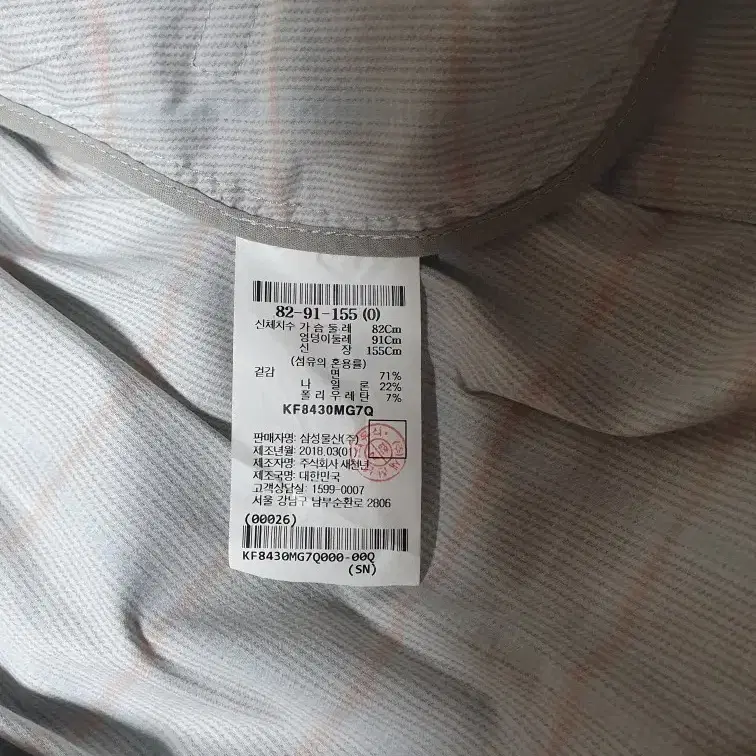 82-91-155 (0)
신체치수 가 슴 둘 레 82Cm
엉덩이둘레 91Cm
신 장 155Cm
(섬유의 혼용률)
겉감 면 71%
나 일 론 22%
폴 리 우 레 탄 7%
KF8430MG7Q
판매자명: 삼성물산(주)
제조년월: 2018.03(01)
제조자명: 주식회사 새천년
제조국명: 대한민국
고객상담실: 1599-0007
서울 강남구 남부순환로 2806
(00026)
KF8430MG7Q000-00Q
(SN)